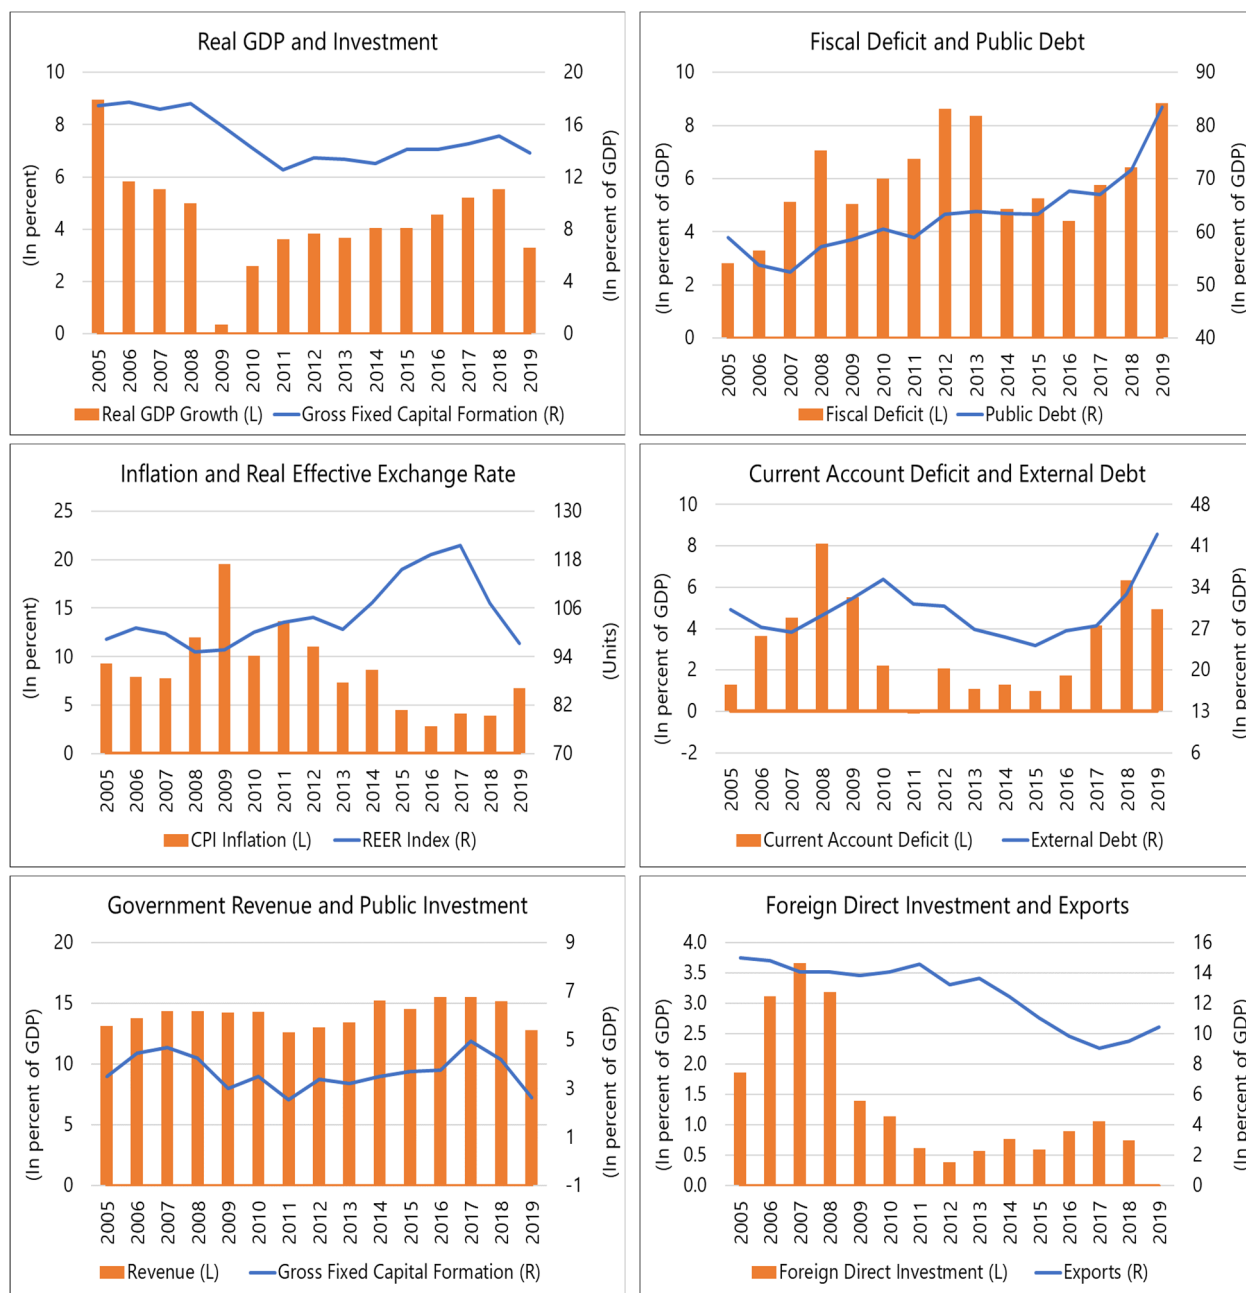 Real GDP and Investment
10 20
8 16
6 12
4 8
2 4
0 0
(In percent)
(In percent of GDP)
2005 2006 2007 2008 2009 2010 2011 2012 2013 2014 2015 2016 2017 2018 2019
Real GDP Growth (L) Gross Fixed Capital Formation (R)
Fiscal Deficit and Public Debt
10 90
8 80
6 70
60
4
2 50
0 40
(In percent of GDP)
(In percent of GDP)
2005 2006 2007 2008 2009 2010 2011 2012 2013 2014 2015 2016 2017 2018 2019
Fiscal Deficit (L) Public Debt (R)
Inflation and Real Effective Exchange Rate
25 130
20 118
15 106
10 94
5 82
0 70
(In percent)
(Units)
2005 2006 2007 2008 2009 2010 2011 2012 2013 2014 2015 2016 2017 2018 2019
CPI Inflation (L) REER Index (R)
Current Account Deficit and External Debt
10 48
8 41
6 34
4 27
2 20
0 13
-2 6
(In percent of GDP)
(In percent of GDP)
2005 2006 2007 2008 2009 2010 2011 2012 2013 2014 2015 2016 2017 2018 2019
Current Account Deficit (L) External Debt (R)
Government Revenue and Public Investment
20 9
7
15
5
10
3
5
1
0 -1
(In percent of GDP)
(In percent of GDP)
2005 2006 2007 2008 2009 2010 2011 2012 2013 2014 2015 2016 2017 2018 2019
Revenue (L) Gross Fixed Capital Formation (R)
Foreign Direct Investment and Exports
4.0 16
3.5 14
3.0 12
2.5 10
2.0 8
1.5 6
1.0 4
0.5 2
0.0 0
(In percent of GDP)
(In percent of GDP)
2005 2006 2007 2008 2009 2010 2011 2012 2013 2014 2015 2016 2017 2018 2019
Foreign Direct Investment (L) Exports (R)